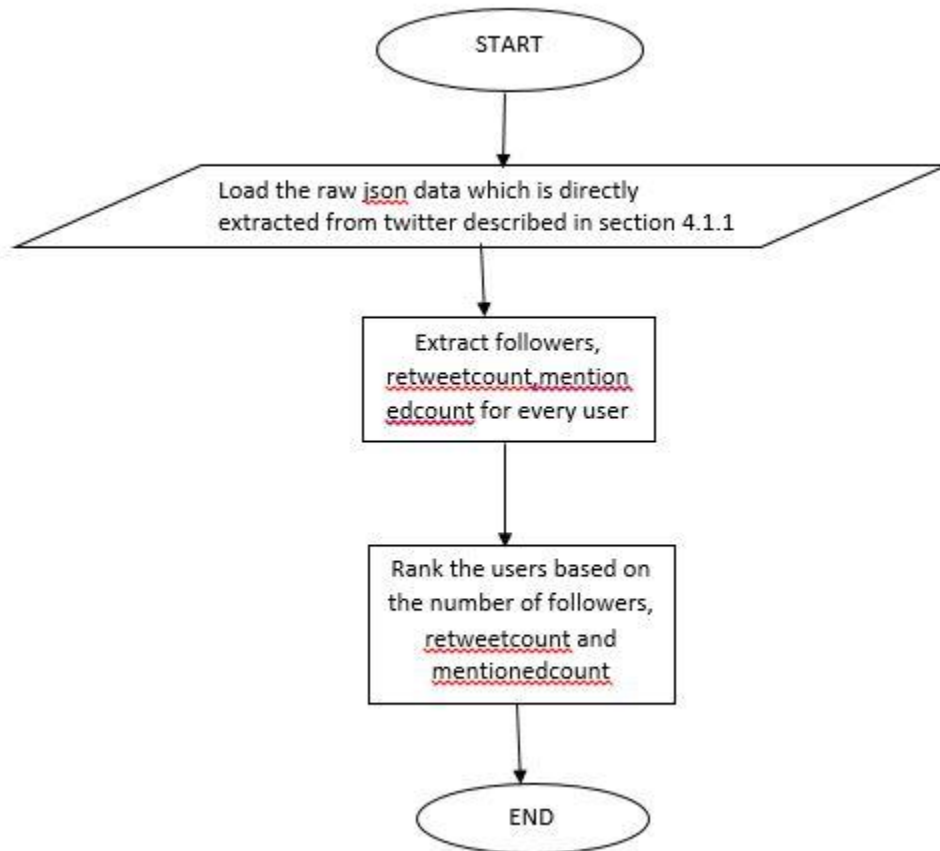 START
Load the raw json data which is directly
extracted from twitter described in section 4.1.1
Extract followers,
retweetcount,mention
edcount for every user
Rank the users based on
the number of followers,
retweetcount and
mentionedcount
END